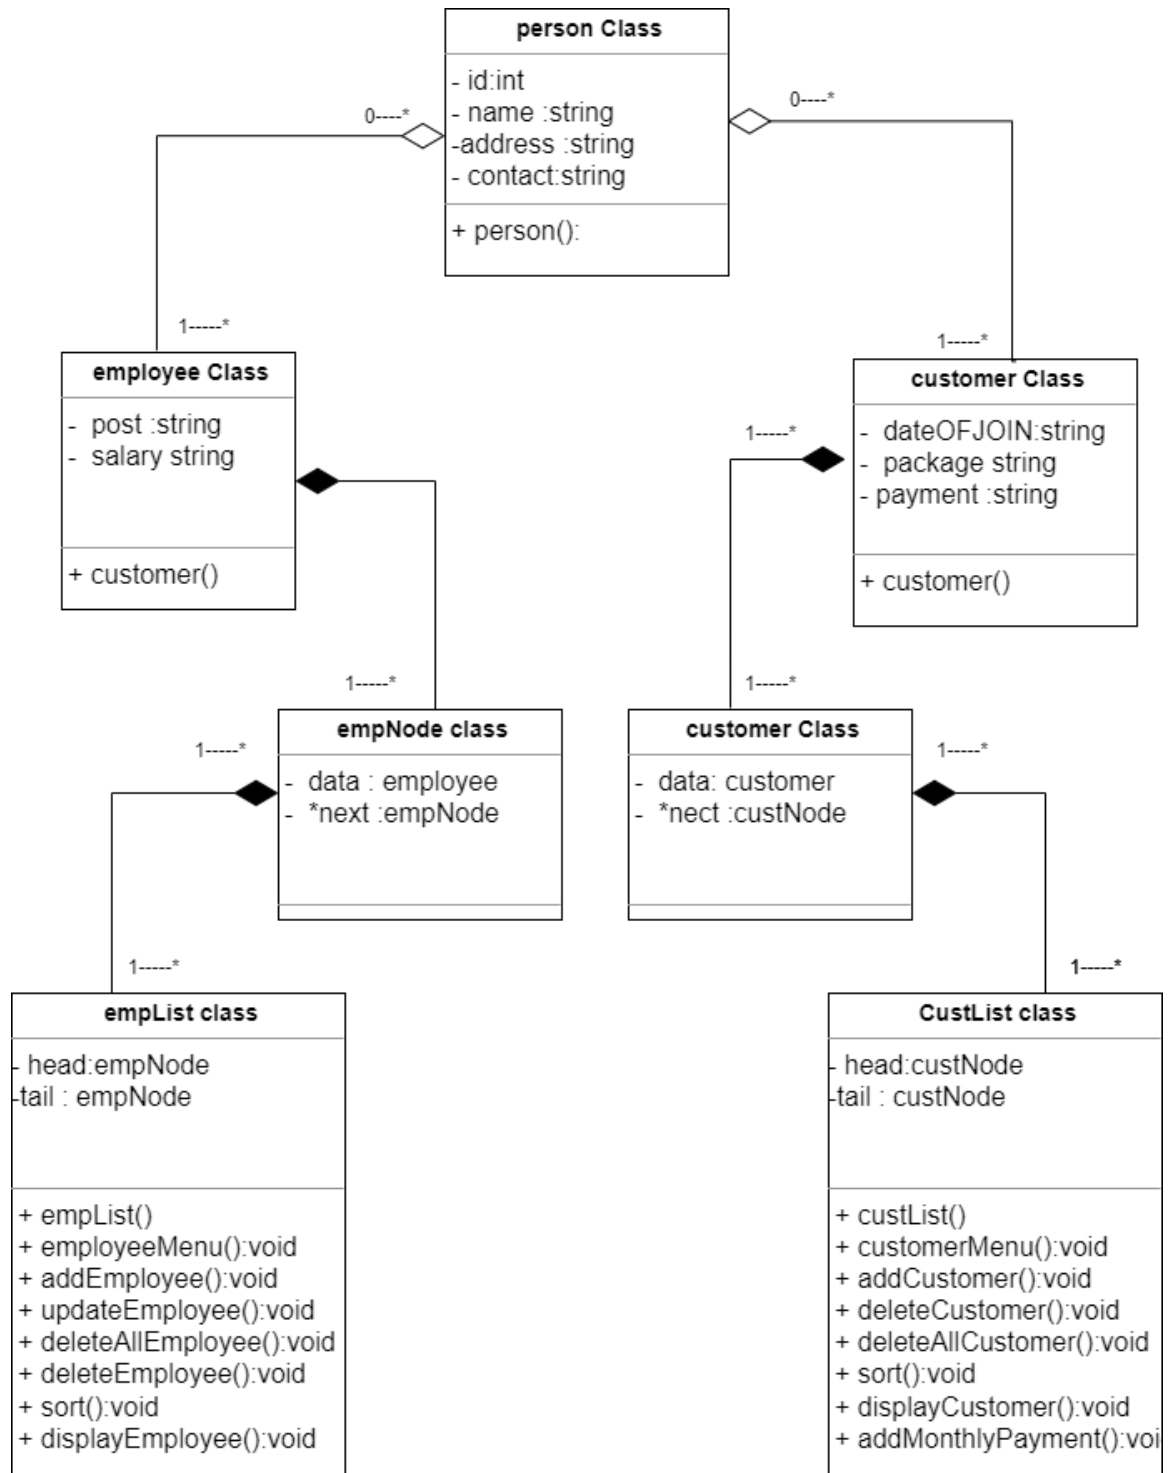 person Class
- id:int
- name :string
-address :string
- contact:string
+ person():
0----*
0----*
1-----*
1-----*
employee Class
- post :string
- salary string
+ customer()
customer Class
- dateOFJOIN:string
- package string
- payment :string
+ customer()
1-----*
1-----*
1-----*
empNode class
- data : employee
- *next :empNode
customer Class
- data: customer
- *nect :custNode
1-----*
1-----*
1-----*
1-----*
empList class
- head:empNode
-tail : empNode
+ empList()
+ employeeMenu():void
+ addEmployee():void
+ updateEmployee():void
+ deleteAllEmployee():void
+ deleteEmployee():void
+ sort():void
+ displayEmployee():void
CustList class
- head:custNode
-tail : custNode
+ custList()
+ customerMenu():void
+ addCustomer():void
+ deleteCustomer():void
+ deleteAllCustomer():void
+ sort():void
+ displayCustomer():void
+ addMonthlyPayment():voi